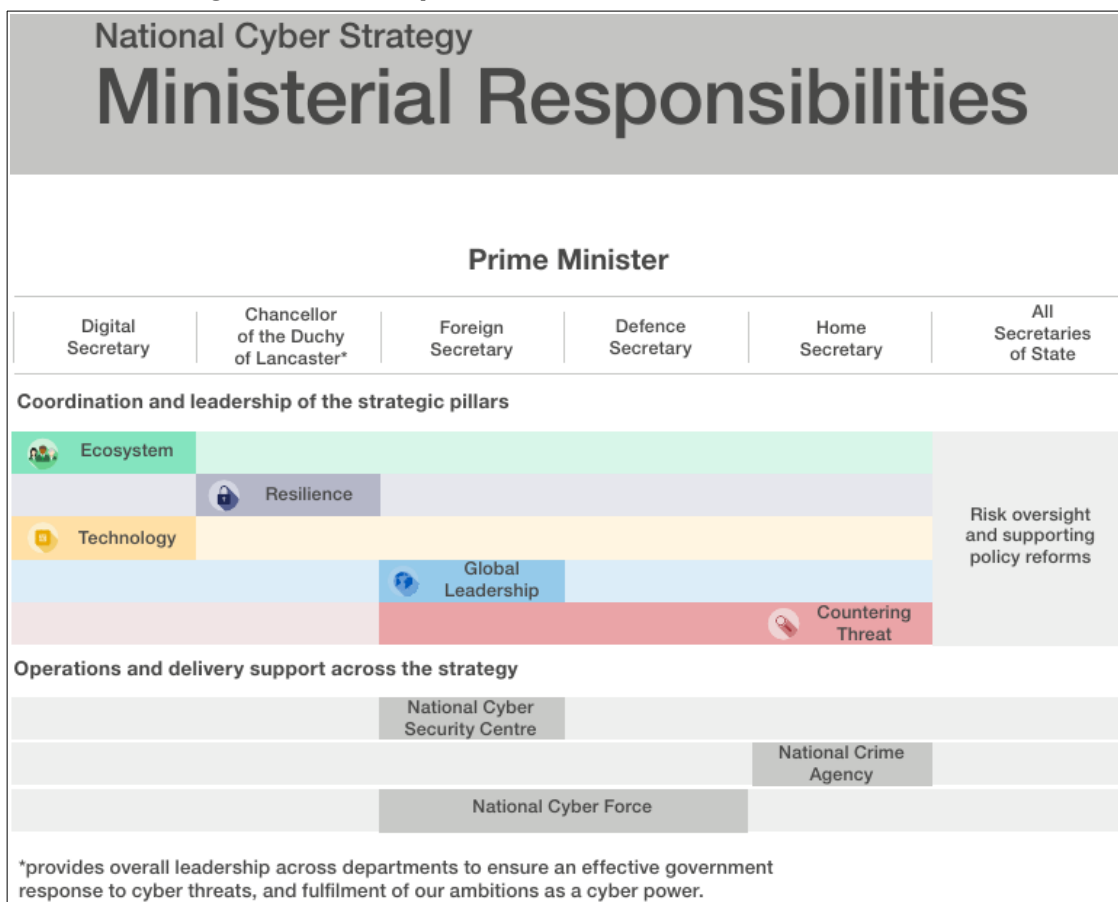 National Cyber Strategy
Ministerial Responsibilities
Prime Minister
Digital
Secretary
Chancellor
of the Duchy
of Lancaster*
Foreign
Secretary
Defence
Secretary
Home
Secretary
All
Secretaries
of State
Coordination and leadership of the strategic pillars
Ecosystem
Resilience
Technology
Global
Leadership
Countering
Threat
Risk oversight
and supporting
policy reforms
Operations and delivery support across the strategy
National Cyber
Security Centre
National Crime
Agency
National Cyber Force
*provides overall leadership across departments to ensure an effective government
response to cyber threats, and fulfilment of our ambitions as a cyber power.